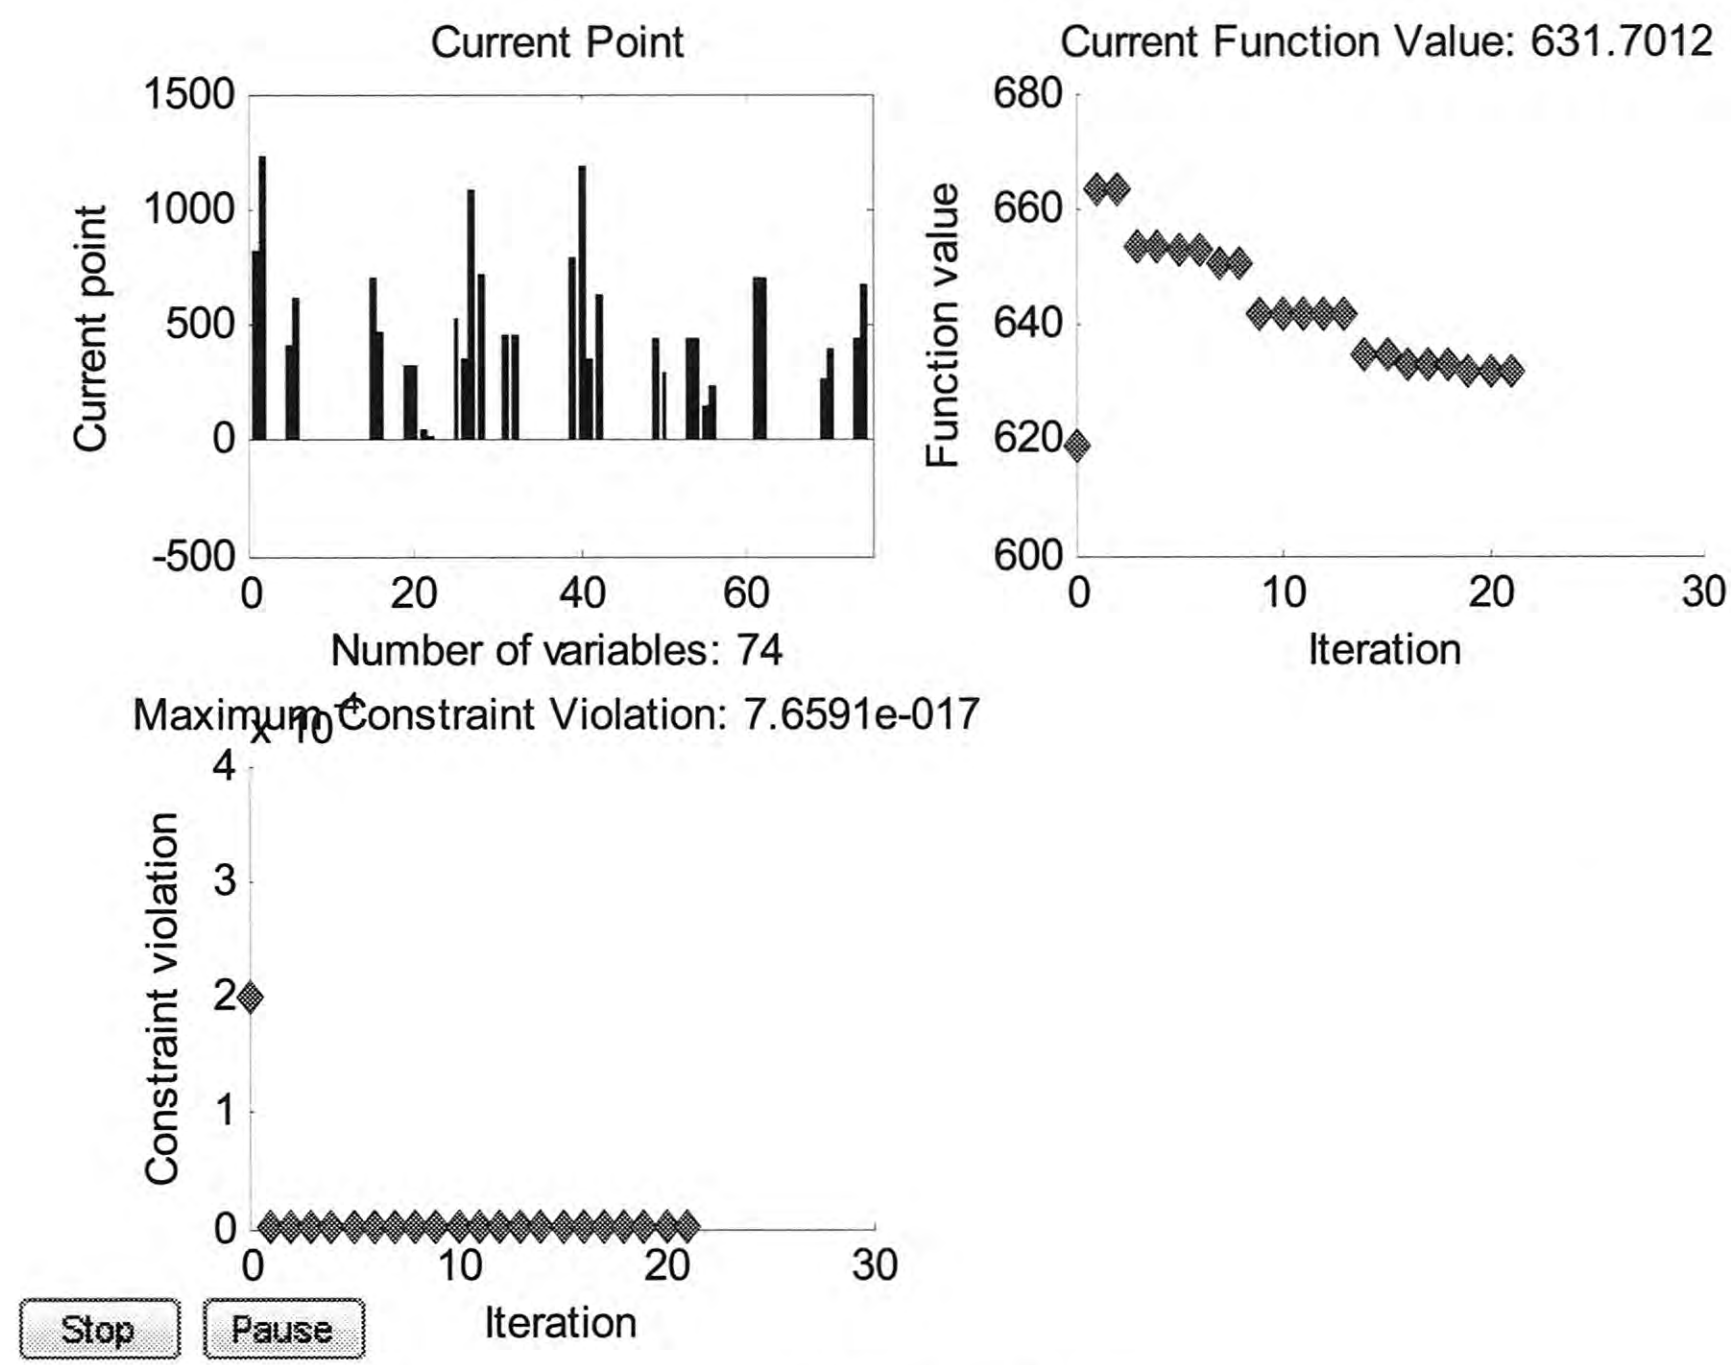 Current Point
1500
1000
500
0
-500
0 20 40 60
Current point
Number of variables: 74
Current Function Value: 631.7012
680
660
640
620
600
0 10 20 30
Function value
Iteration
Maximum Constraint Violation: 7.6591e-017
x 10^-4
4
3
2
1
0
0 10 20 30
Constraint violation
Iteration
Stop
Pause